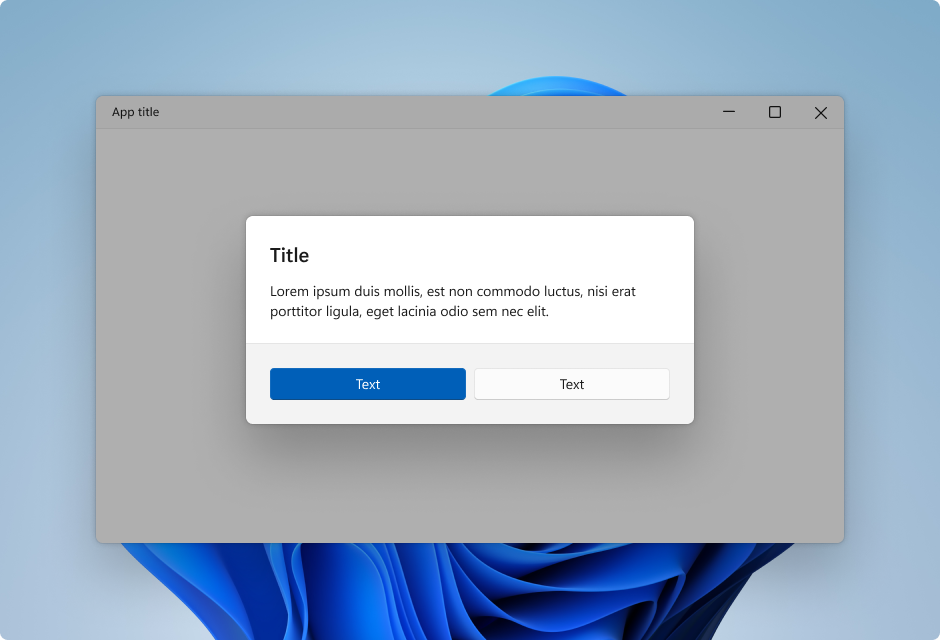 App title
Title
Lorem ipsum duis mollis, est non commodo luctus, nisi erat
porttitor ligula, eget lacinia odio sem nec elit.
Text
Text